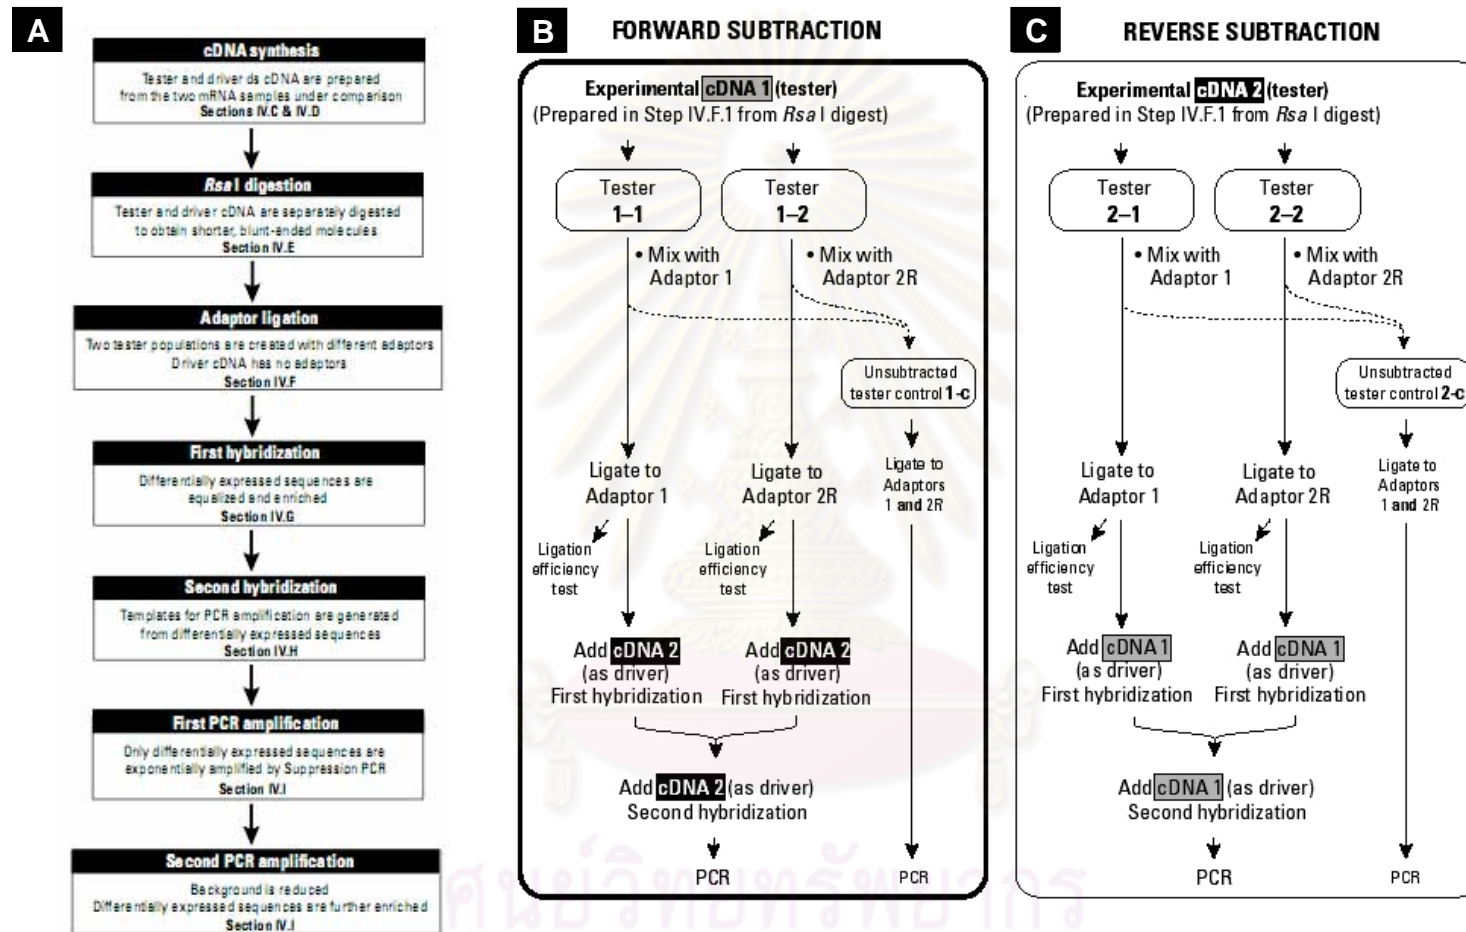 A
cDNA synthesis
Tester and driver ds cDNA are prepared
from the two mRNA samples under comparison
Sections IV.C & IV.D
Rsa I digestion
Tester and driver cDNA are separately digested
to obtain shorter, blunt-ended molecules
Section IV.E
Adaptor ligation
Two tester populations are created with different adaptors
Driver cDNA has no adaptors
Section IV.F
First hybridization
Differentially expressed sequences are
equalized and enriched
Section IV.G
Second hybridization
Templates for PCR amplification are generated
from differentially expressed sequences
Section IV.H
First PCR amplification
Only differentially expressed sequences are
exponentially amplified by Suppression PCR
Section IV.I
Second PCR amplification
Background is reduced
Differentially expressed sequences are further enriched
Section IV.I
B
FORWARD SUBTRACTION
Experimental cDNA 1 (tester)
(Prepared in Step IV.F.1 from Rsa I digest)
Tester
1–1
Tester
1–2
• Mix with
Adaptor 1
• Mix with
Adaptor 2R
Unsubtracted
tester control 1-c
Ligate to
Adaptor 1
Ligate to
Adaptor 2R
Ligate to
Adaptors
1 and 2R
Ligation
efficiency
test
Ligation
efficiency
test
Add cDNA 2
(as driver)
First hybridization
Add cDNA 2
(as driver)
First hybridization
Add cDNA 2 (as driver)
Second hybridization
PCR
PCR
C
REVERSE SUBTRACTION
Experimental cDNA 2 (tester)
(Prepared in Step IV.F.1 from Rsa I digest)
Tester
2–1
Tester
2–2
• Mix with
Adaptor 1
• Mix with
Adaptor 2R
Unsubtracted
tester control 2-c
Ligate to
Adaptor 1
Ligate to
Adaptor 2R
Ligate to
Adaptors
1 and 2R
Ligation
efficiency
test
Ligation
efficiency
test
Add cDNA 1
(as driver)
First hybridization
Add cDNA 1
(as driver)
First hybridization
Add cDNA 1 (as driver)
Second hybridization
PCR
PCR
ศูนย์วิทยทรัพยากร